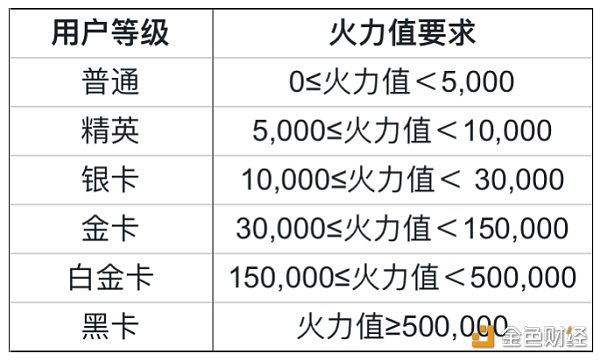 用户等级 火力值要求
普通 0≤火力值＜5,000
精英 5,000≤火力值＜10,000
银卡 10,000≤火力值＜ 30,000
金卡 30,000≤火力值＜150,000
白金卡 150,000≤火力值＜500,000
黑卡 火力值≥500,000
金色财经